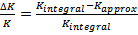 ΔK/K = (K_integral − K_approx)/K_integral